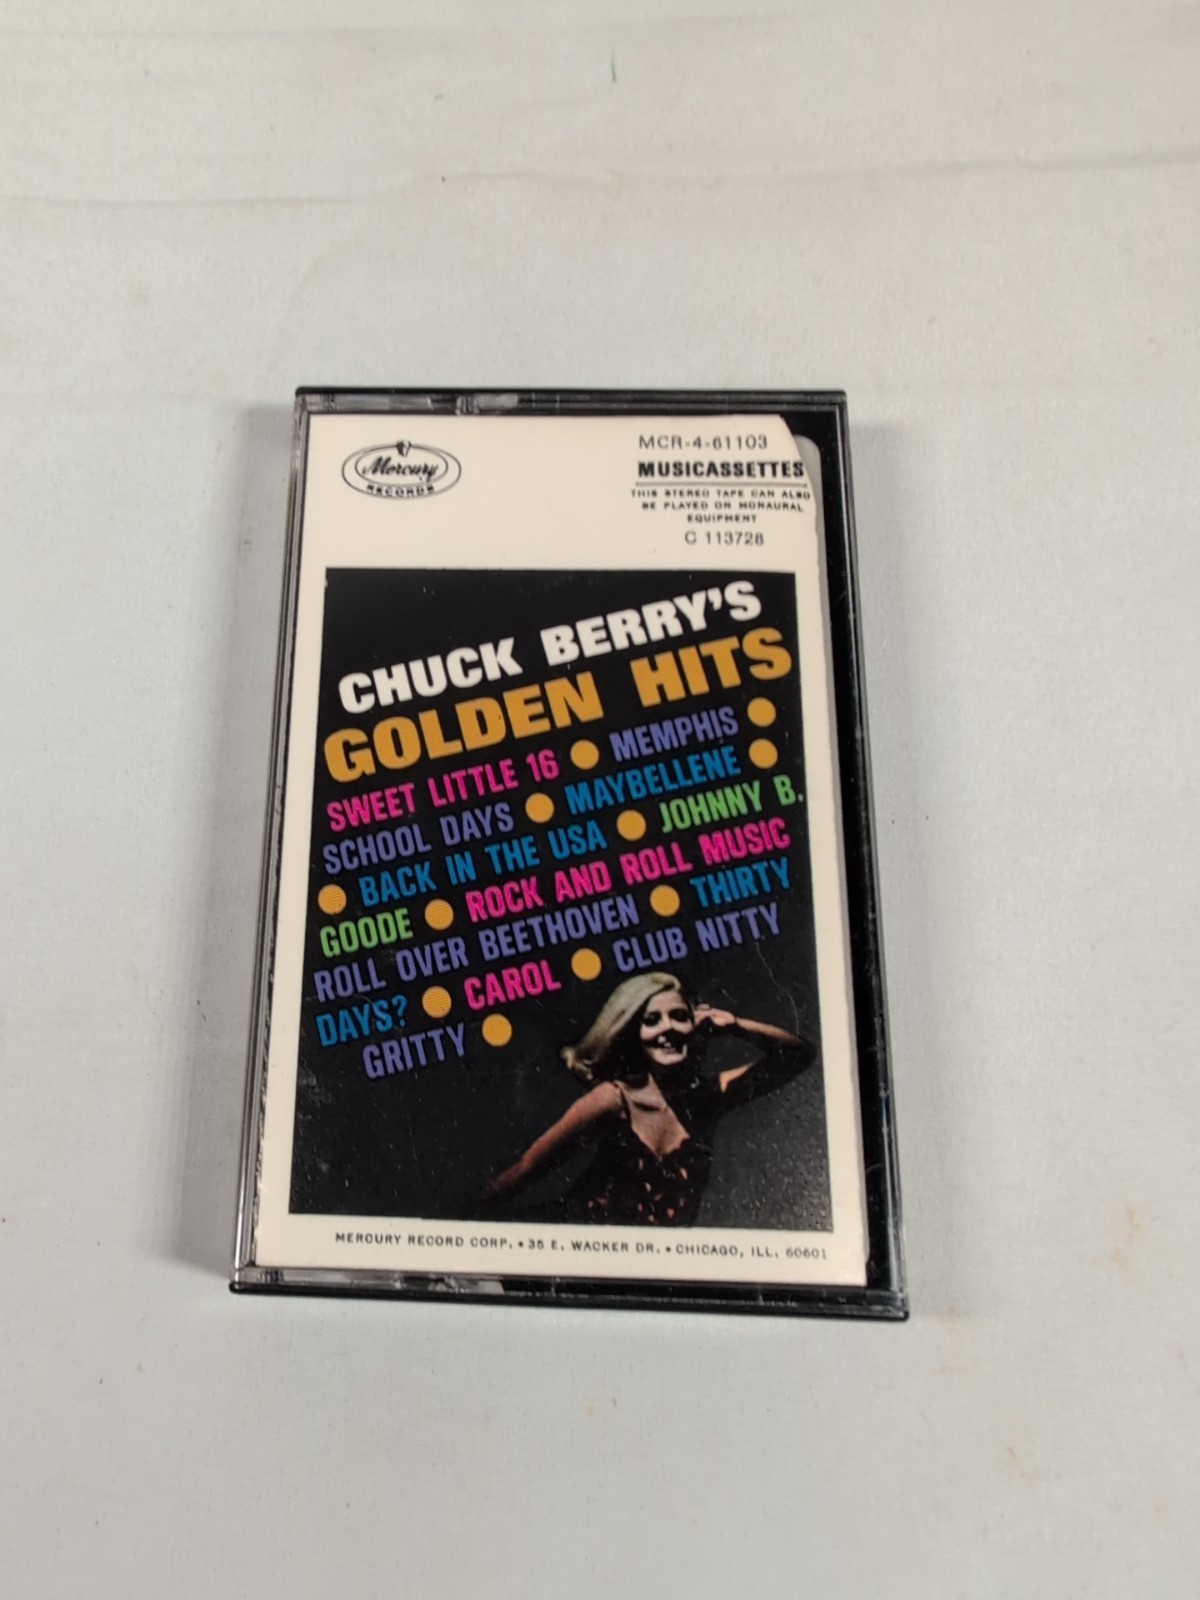 Mercury
RECORDS
MCR-4-61103
MUSICASSETTES
THIS STEREO TAPE CAN ALSO
BE PLAYED ON MONAURAL
EQUIPMENT
C 113728
CHUCK BERRY'S
GOLDEN HITS
SWEET LITTLE 16 ● MEMPHIS ●
SCHOOL DAYS ● MAYBELLENE ●
● BACK IN THE USA ● JOHNNY B.
GOODE ● ROCK AND ROLL MUSIC
ROLL OVER BEETHOVEN ● THIRTY
DAYS? ● CAROL ● CLUB NITTY
GRITTY ●
MERCURY RECORD CORP. • 35 E. WACKER DR. • CHICAGO, ILL. 60601